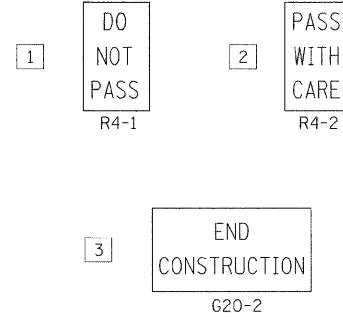 1
DO
NOT
PASS
R4-1
2
PASS
WITH
CARE
R4-2
3
END
CONSTRUCTION
G20-2